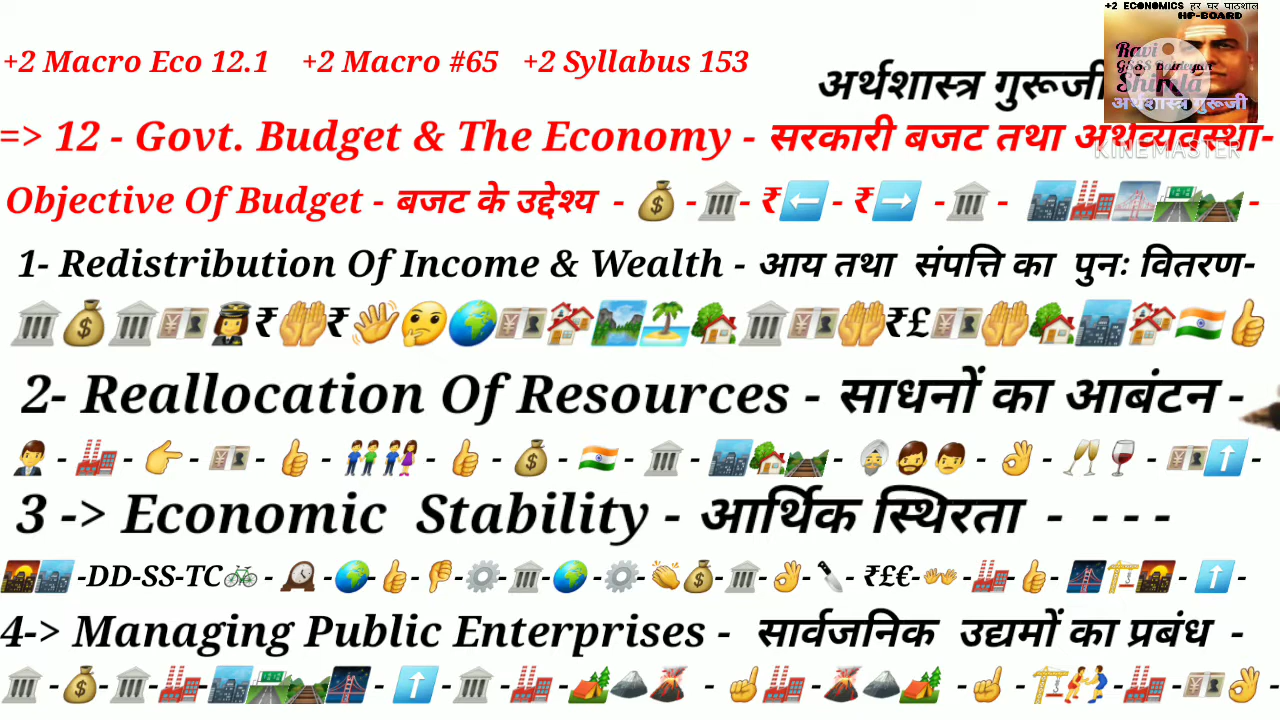 +2 ECONOMICS हर घर पाठशाला
HP-BOARD
+2 Macro Eco 12.1 +2 Macro #65 +2 Syllabus 153
अर्थशास्त्र गुरूजी
Ravi
GSSS
Shimla
अर्थशास्त्र गुरूजी
=> 12 - Govt. Budget & The Economy - सरकारी बजट तथा अर्थव्यवस्था-
KINEMASTER
Objective Of Budget - बजट के उद्देश्य - 💰 -🏛- ₹⬅️ - ₹➡️ -🏛 - 🏙🏭🌁🛣🛤 -
1- Redistribution Of Income & Wealth - आय तथा संपत्ति का पुनः वितरण-
🏛💰🏛💴👩‍✈️₹🤲₹👋🤔🌍💴🏘🏞🏝🏡🏛💴🤲₹£💴🤲🏡🏙🏘🇮🇳👍
2- Reallocation Of Resources - साधनों का आबंटन -
👨‍💼 - 🏭 - 👉 - 💴 - 👍 - 👬👫 - 👍 - 💰 - 🇮🇳 - 🏛 - 🏙🏡🛤 - 👳🧔👨 - 👌 - 🥂🍷 - 💴⬆️ -
3 -> Economic Stability - आर्थिक स्थिरता - - - -
🌇🏙 -DD-SS-TC🚲 - 🕰 -🌍-👍-👎-⚙️-🏛-🌍 -⚙️-👏💰-🏛-👌-🔪- ₹£€-👐-🏭-👍- 🌉🏗🌇 - ⬆️ -
4-> Managing Public Enterprises - सार्वजनिक उद्यमों का प्रबंध -
🏛 -💰-🏛-🏭-🏙🛣🛤🌉 - ⬆️ -🏛 -🏭-🏕⛰🌋 - ☝️🏭-🌋⛰🏕 -☝️ - 🏗🤼-🏭-💴👌 -